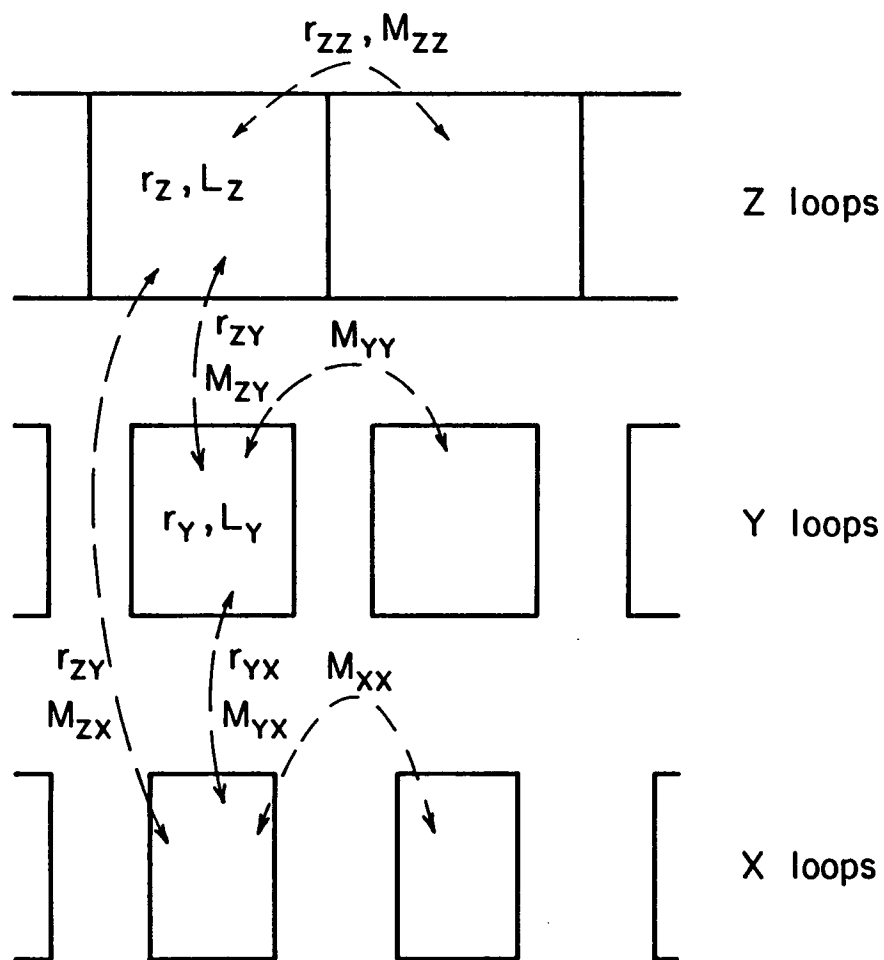 r_ZZ, M_ZZ
r_Z, L_Z
Z loops
r_ZY
M_ZY
M_YY
r_Y, L_Y
Y loops
r_ZY
M_ZX
r_YX
M_YX
M_XX
X loops